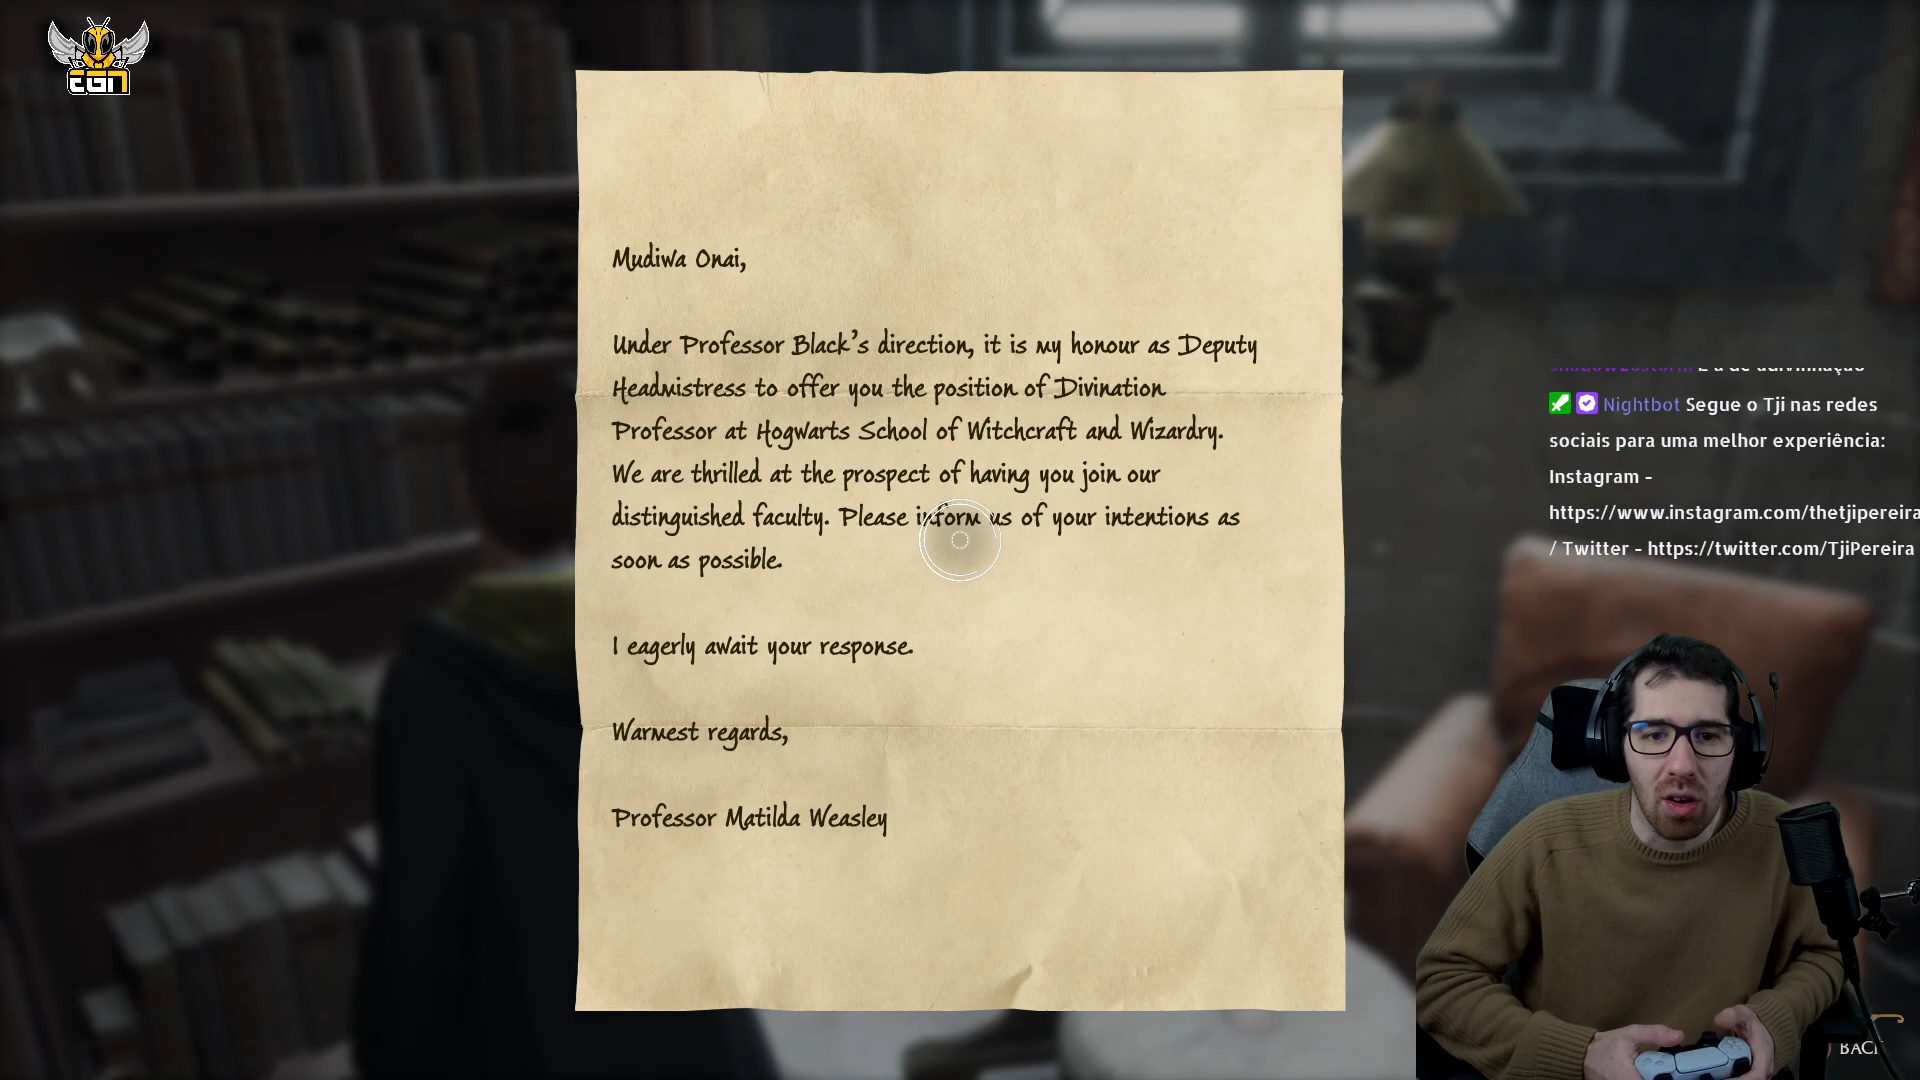 CGN
Mudiwa Onai,
Under Professor Black's direction, it is my honour as Deputy
Headmistress to offer you the position of Divination
Professor at Hogwarts School of Witchcraft and Wizardry.
We are thrilled at the prospect of having you join our
distinguished faculty. Please inform us of your intentions as
soon as possible.
I eagerly await your response.
Warmest regards,
Professor Matilda Weasley
Nightbot Segue o Tji nas redes
sociais para uma melhor experiência:
Instagram -
https://www.instagram.com/thetjipereira
/ Twitter - https://twitter.com/TjiPereira
BACK